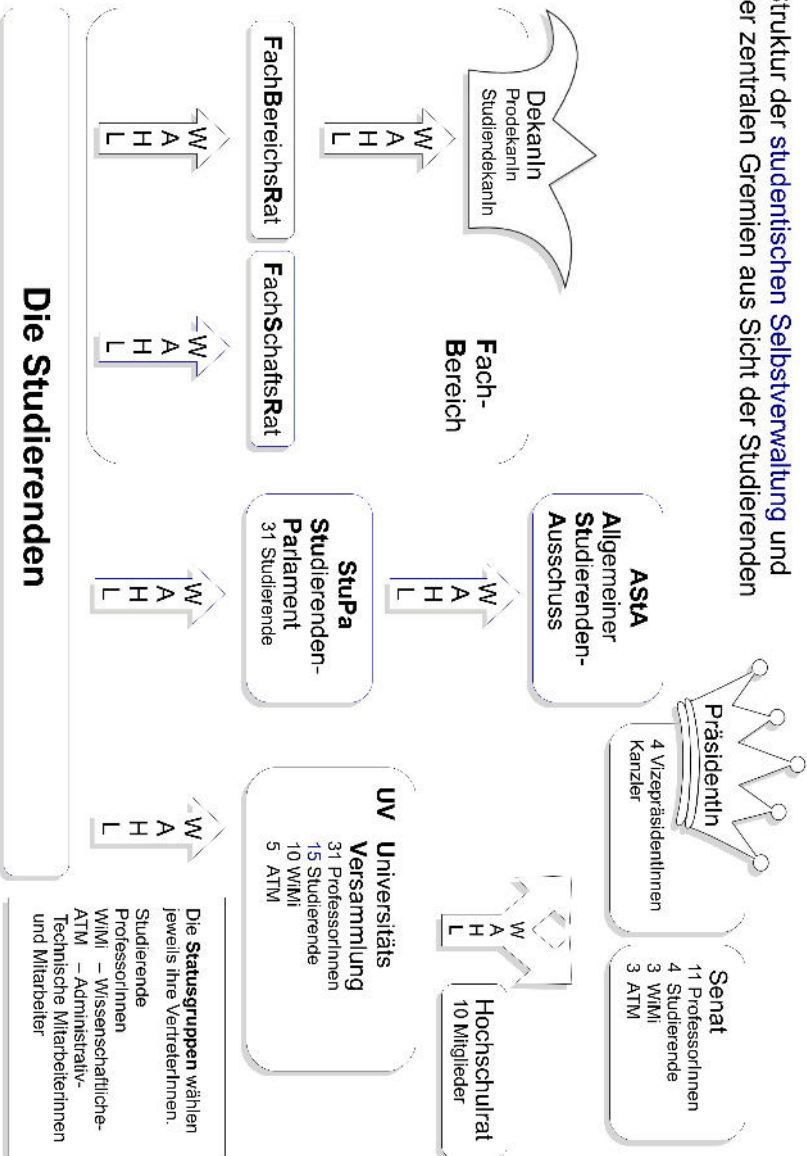 Struktur der studentischen Selbstverwaltung und
er zentralen Gremien aus Sicht der Studierenden
PräsidentIn
4 VizepräsidentInnen
Kanzler
Senat
11 ProfessorInnen
4 Studierende
3 WiMi
3 ATM
DekanIn
ProdekanIn
StudiendekanIn
Fach-
Bereich
AStA
Allgemeiner
Studierenden-
Ausschuss
W
A
H
L
Hochschulrat
10 Mitglieder
W
A
H
L
W
A
H
L
FachBereichsRat
FachSchaftsRat
StuPa
Studierenden-
Parlament
31 Studierende
UV Universitäts
Versammlung
31 ProfessorInnen
15 Studierende
10 WiMi
5 ATM
W
A
H
L
W
A
H
L
W
A
H
L
W
A
H
L
Die Studierenden
Die Statusgruppen wählen
jeweils ihre VertreterInnen.
Studierende
ProfessorInnen
WiMi – Wissenschaftliche-
ATM – Administrativ-
Technische Mitarbeiterinnen
und Mitarbeiter